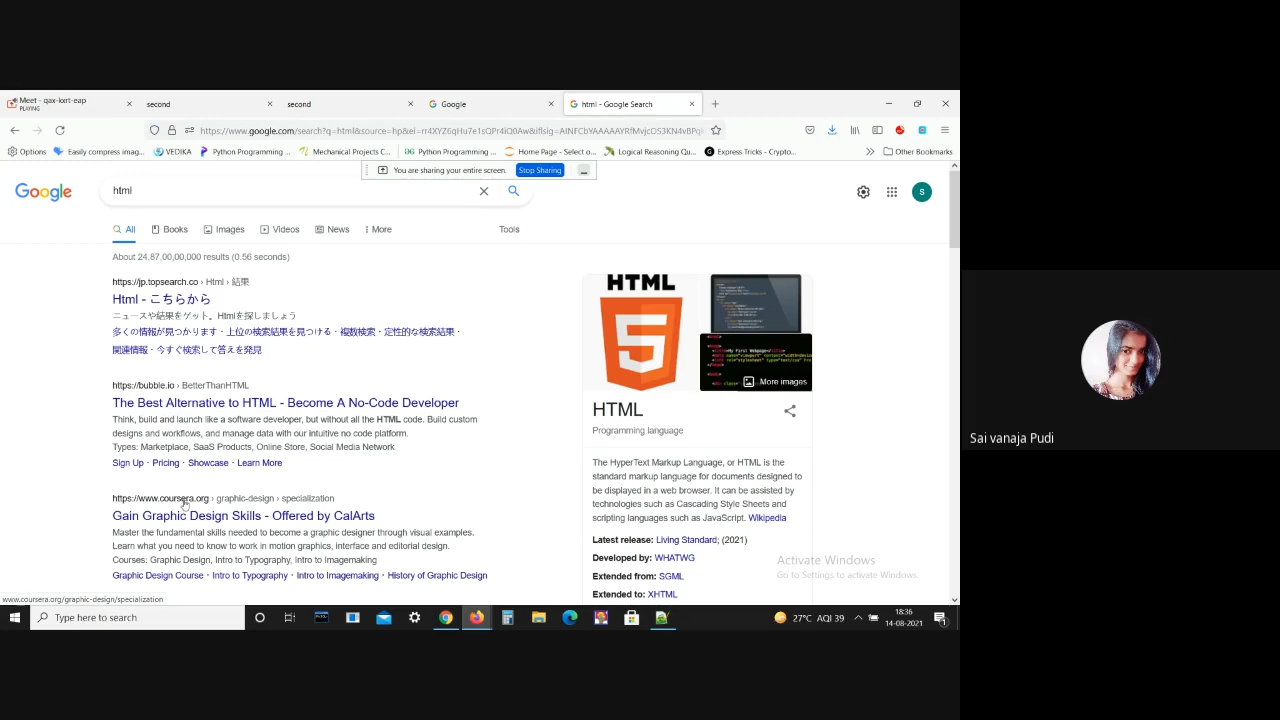 Meet - qax-lxrt-eap
PLAYING
second
second
Google
html - Google Search
https://www.google.com/search?q=html&source=hp&ei=rr4XYZ6qHu7e1sQPr4iQ0Aw&iflsig=AINFCbYAAAAAYRfMvjcOS3KN4vBPqi
Options
Easily compress imag...
VEDIKA
Python Programming ...
Mechanical Projects C...
Python Programming ...
Home Page - Select o...
Logical Reasoning Qu...
Express Tricks - Crypto...
Other Bookmarks
You are sharing your entire screen.
Stop Sharing
Google
html
S
All
Books
Images
Videos
News
More
Tools
About 24,87,00,00,000 results (0.56 seconds)
https://jp.topsearch.co › Html › 結果
Html - こちらから
ニュースや結果をゲット。Htmlを探しましょう
多くの情報が見つかります · 上位の検索結果を見つける · 複数検索 · 定性的な検索結果 ·
関連情報 · 今すぐ検索して答えを発見
https://bubble.io › BetterThanHTML
The Best Alternative to HTML - Become A No-Code Developer
Think, build and launch like a software developer, but without all the HTML code. Build custom
designs and workflows, and manage data with our intuitive no code platform.
Types: Marketplace, SaaS Products, Online Store, Social Media Network
Sign Up · Pricing · Showcase · Learn More
https://www.coursera.org › graphic-design › specialization
Gain Graphic Design Skills - Offered by CalArts
Master the fundamental skills needed to become a graphic designer through visual examples.
Learn what you need to know to work in motion graphics, interface and editorial design.
Courses: Graphic Design, Intro to Typography, Intro to Imagemaking
Graphic Design Course · Intro to Typography · Intro to Imagemaking · History of Graphic Design
www.coursera.org/graphic-design/specialization
HTML
5
More images
HTML
Programming language
The HyperText Markup Language, or HTML is the
standard markup language for documents designed to
be displayed in a web browser. It can be assisted by
technologies such as Cascading Style Sheets and
scripting languages such as JavaScript. Wikipedia
Latest release: Living Standard; (2021)
Developed by: WHATWG
Extended from: SGML
Extended to: XHTML
Activate Windows
Go to Settings to activate Windows.
Type here to search
27°C AQI 39
18:36
14-08-2021
Sai vanaja Pudi